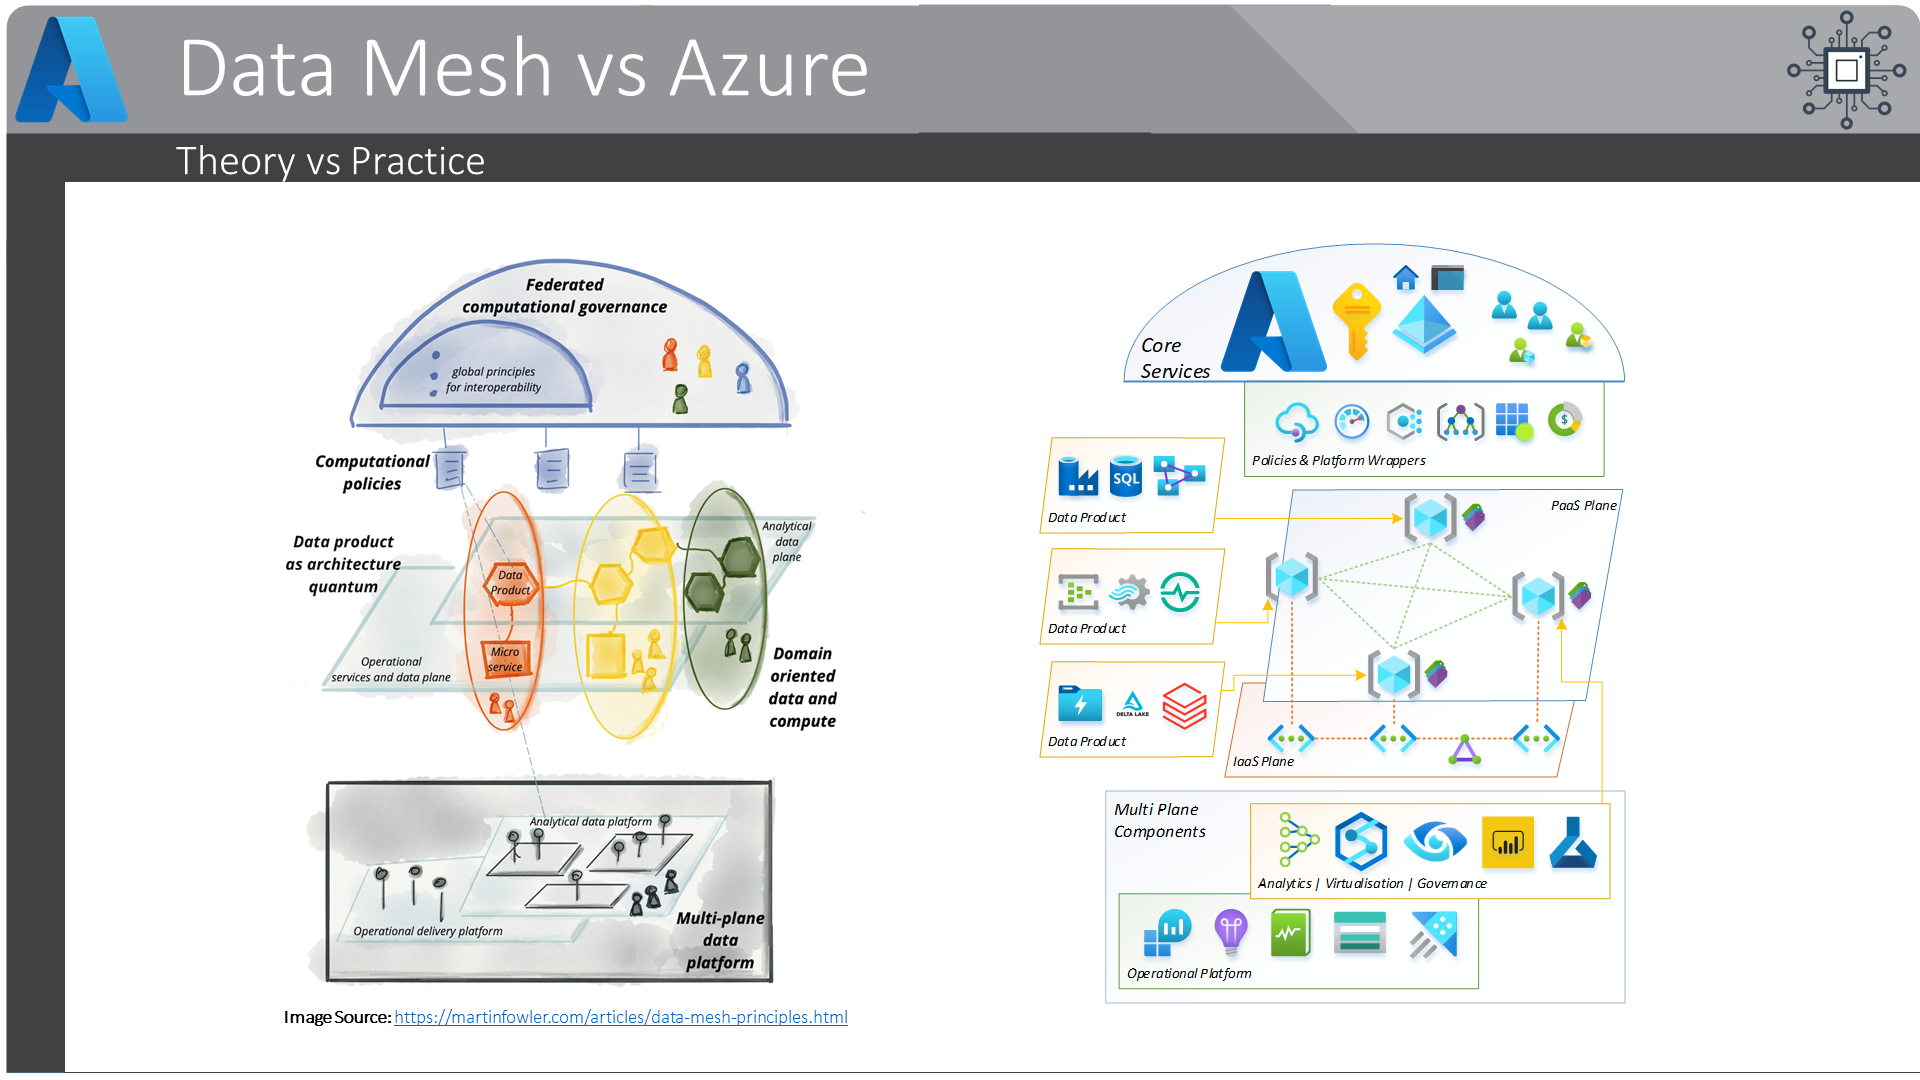 Data Mesh vs Azure
Theory vs Practice
Federated
computational governance
global principles
for interoperability
Computational
policies
Data product
as architecture
quantum
Analytical
data
plane
Data
Product
Micro
service
Operational
services and data plane
Domain
oriented
data and
compute
Analytical data platform
Operational delivery platform
Multi-plane
data
platform
Image Source: https://martinfowler.com/articles/data-mesh-principles.html
Core
Services
Policies & Platform Wrappers
SQL
Data Product
Data Product
DELTA LAKE
Data Product
PaaS Plane
IaaS Plane
Multi Plane
Components
Analytics | Virtualisation | Governance
Operational Platform